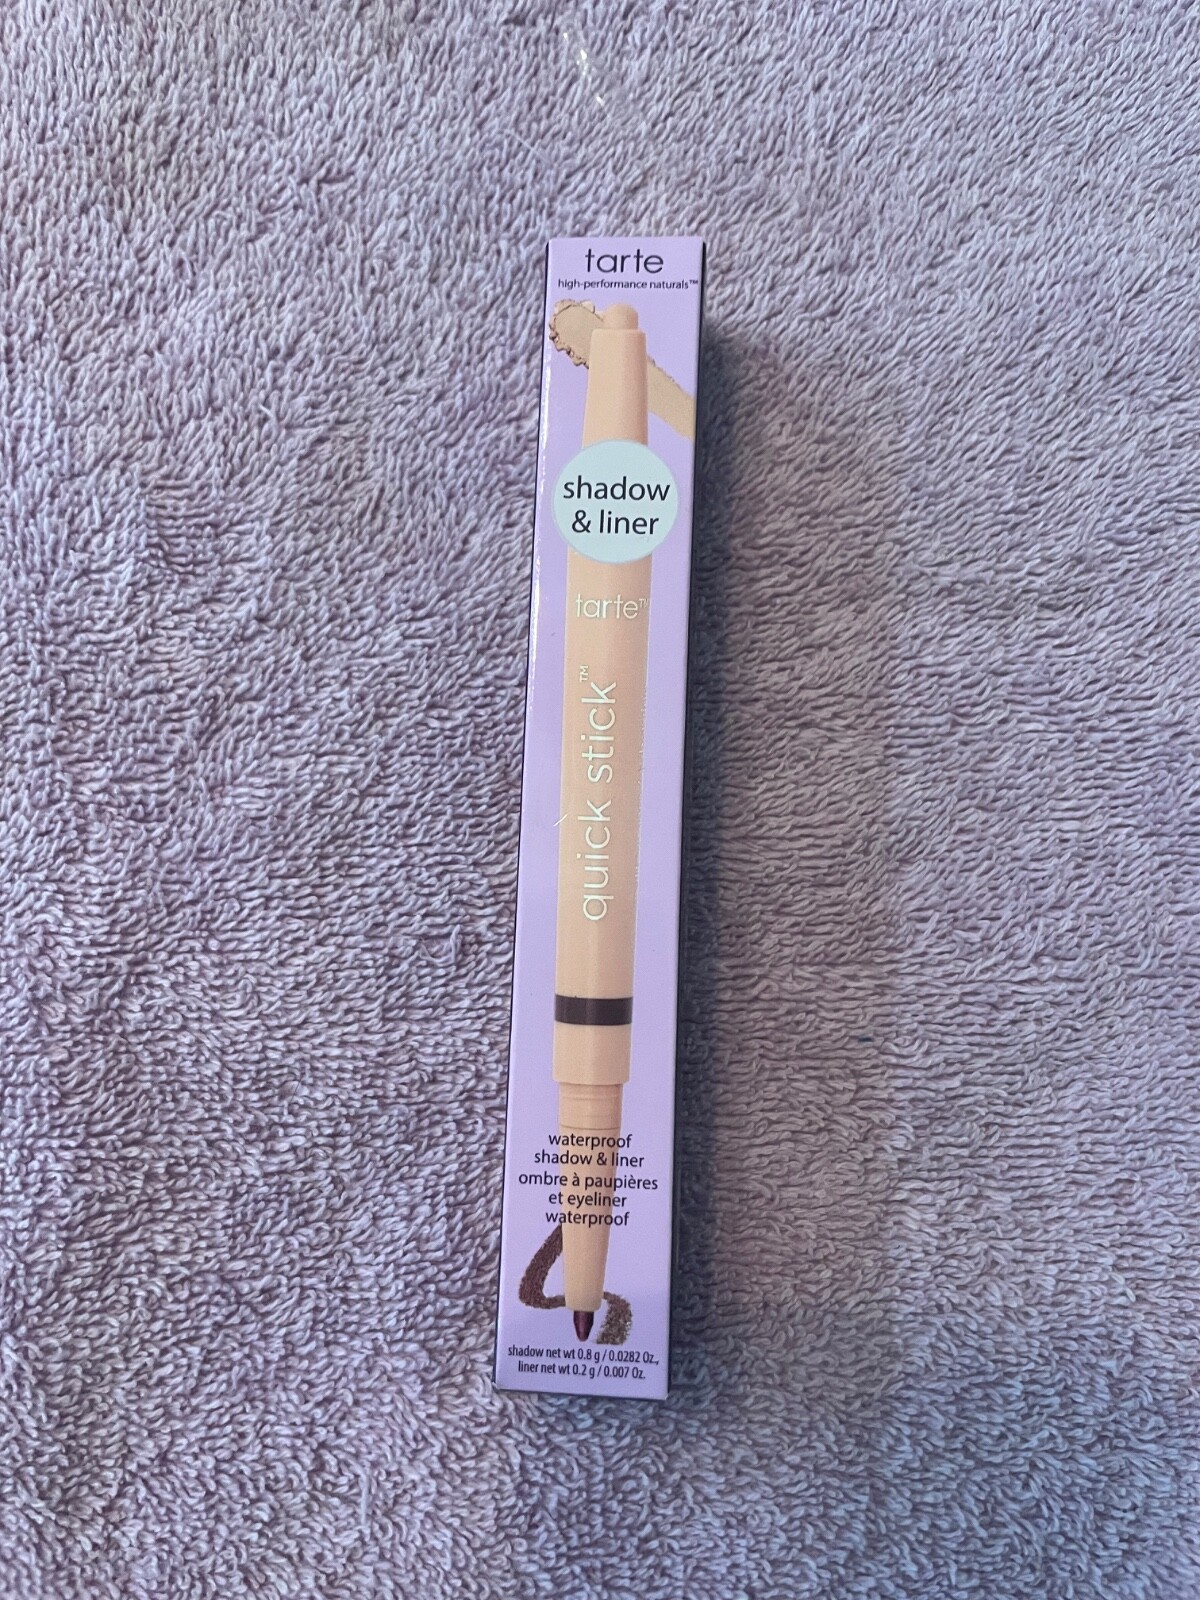 tarte
high-performance naturals™
shadow
& liner
tarte™
quick stick™
waterproof
shadow & liner
ombre à paupières
et eyeliner
waterproof
shadow net wt 0.8 g / 0.0282 Oz.,
liner net wt 0.2 g / 0.007 Oz.